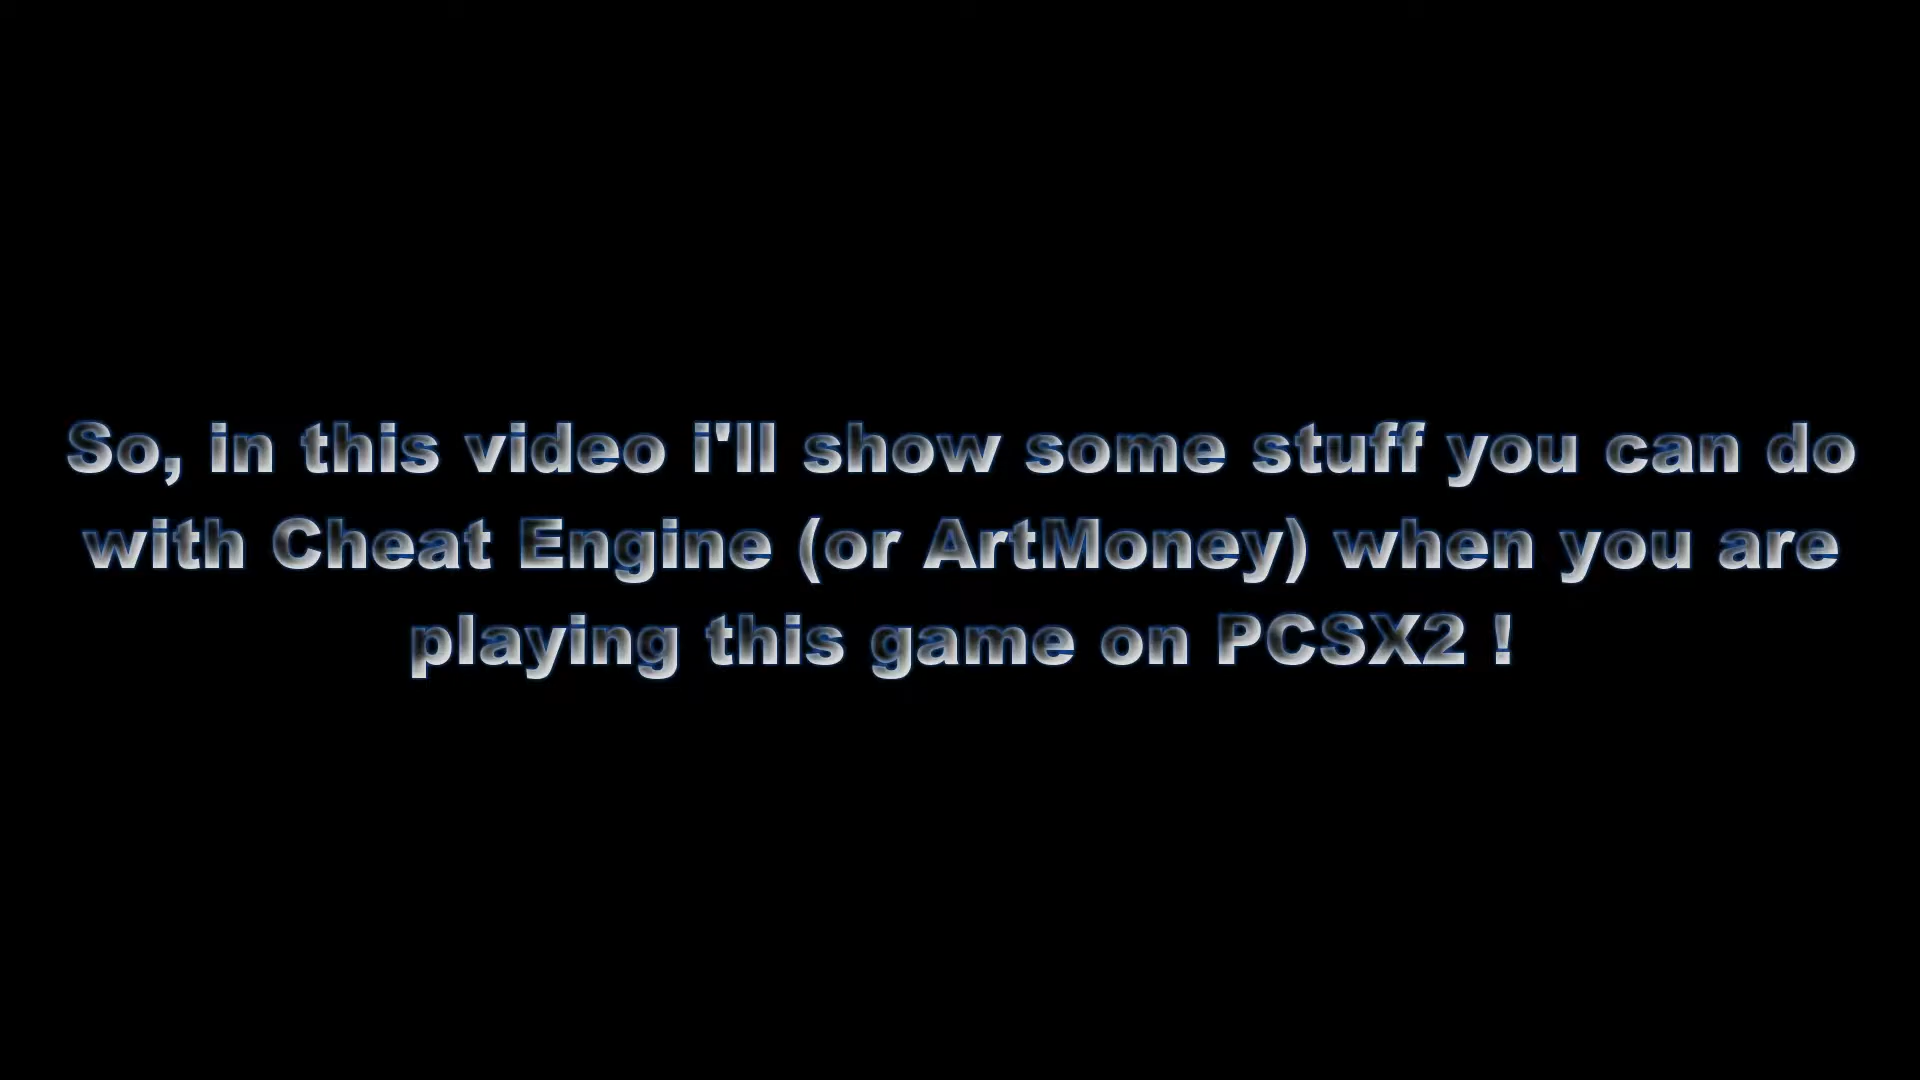 So, in this video i'll show some stuff you can do
with Cheat Engine (or ArtMoney) when you are
playing this game on PCSX2 !